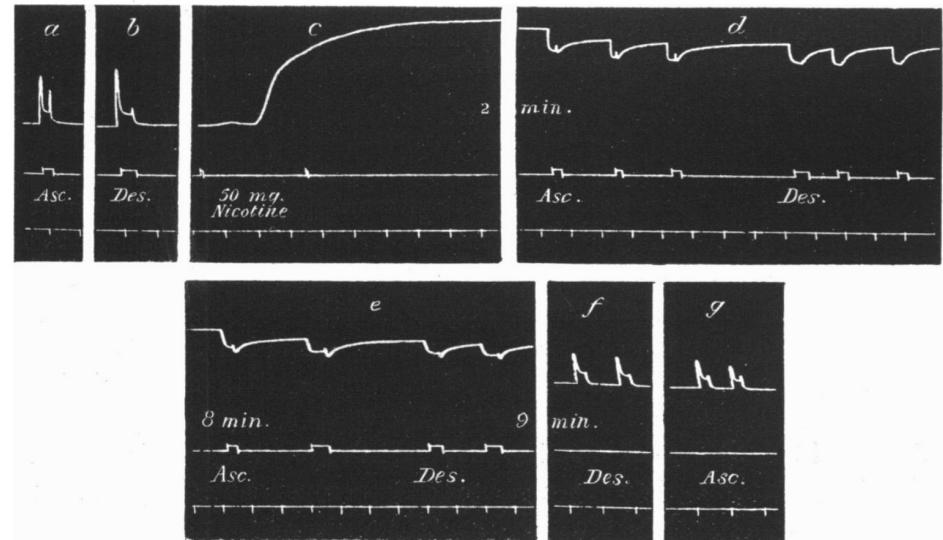 a
b
c
d
2 min.
Asc.
Des.
50 mg.
Nicotine
Asc.
Des.
e
f
g
8 min.
9 min.
Asc.
Des.
Des.
Asc.